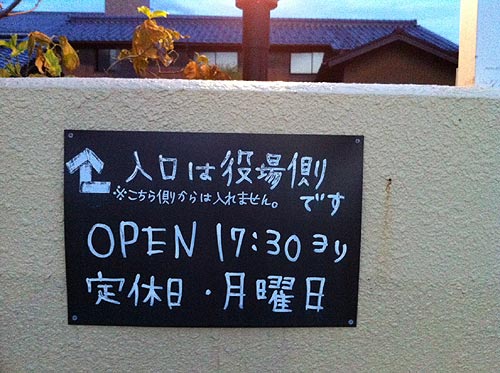 入口は役場側
です
※こちら側からは入れません。
OPEN 17:30ヨリ
定休日・月曜日